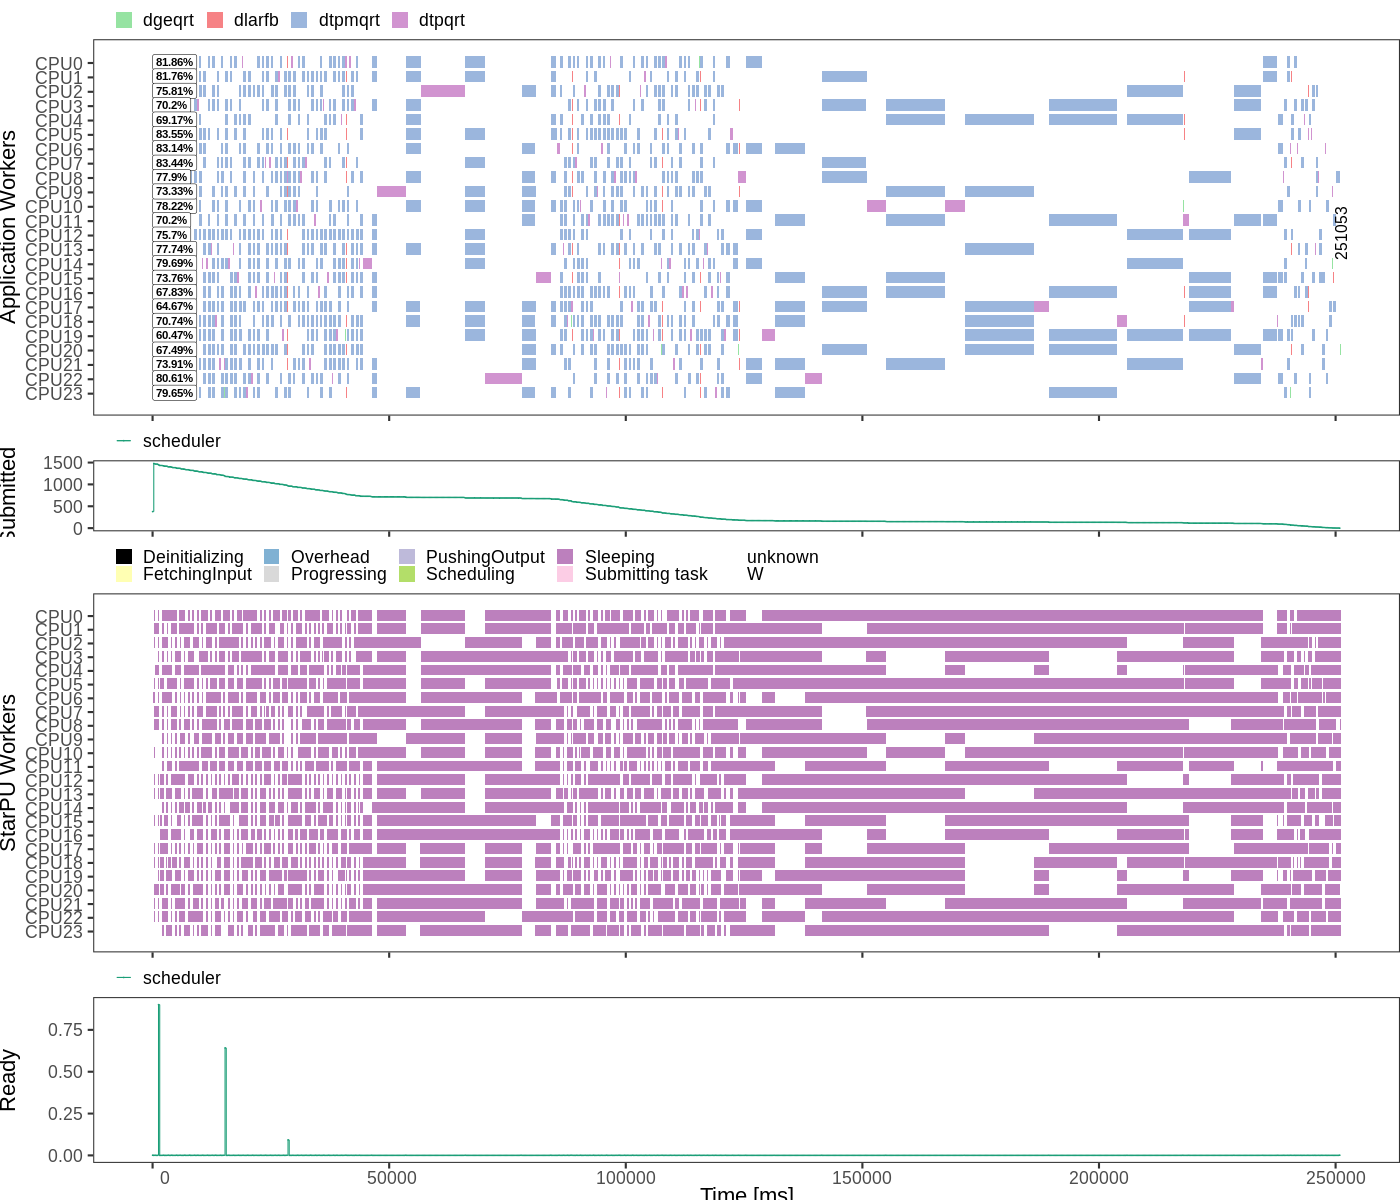 dgeqrt dlarfb dtpmqrt dtpqrt
Application Workers
CPU0 81.86%
CPU1 81.76%
CPU2 75.81%
CPU3 70.2%
CPU4 69.17%
CPU5 83.55%
CPU6 83.14%
CPU7 83.44%
CPU8 77.9%
CPU9 73.33%
CPU10 78.22%
CPU11 70.2%
CPU12 75.7%
CPU13 77.74%
CPU14 79.69%
CPU15 73.76%
CPU16 67.83%
CPU17 64.67%
CPU18 70.74%
CPU19 60.47%
CPU20 67.49%
CPU21 73.91%
CPU22 80.61%
CPU23 79.65%
251053
scheduler
Submitted
1500
1000
500
0
Deinitializing Overhead PushingOutput Sleeping unknown
FetchingInput Progressing Scheduling Submitting task W
StarPU Workers
CPU0
CPU1
CPU2
CPU3
CPU4
CPU5
CPU6
CPU7
CPU8
CPU9
CPU10
CPU11
CPU12
CPU13
CPU14
CPU15
CPU16
CPU17
CPU18
CPU19
CPU20
CPU21
CPU22
CPU23
scheduler
Ready
0.75
0.50
0.25
0.00
0 50000 100000 150000 200000 250000
Time [ms]